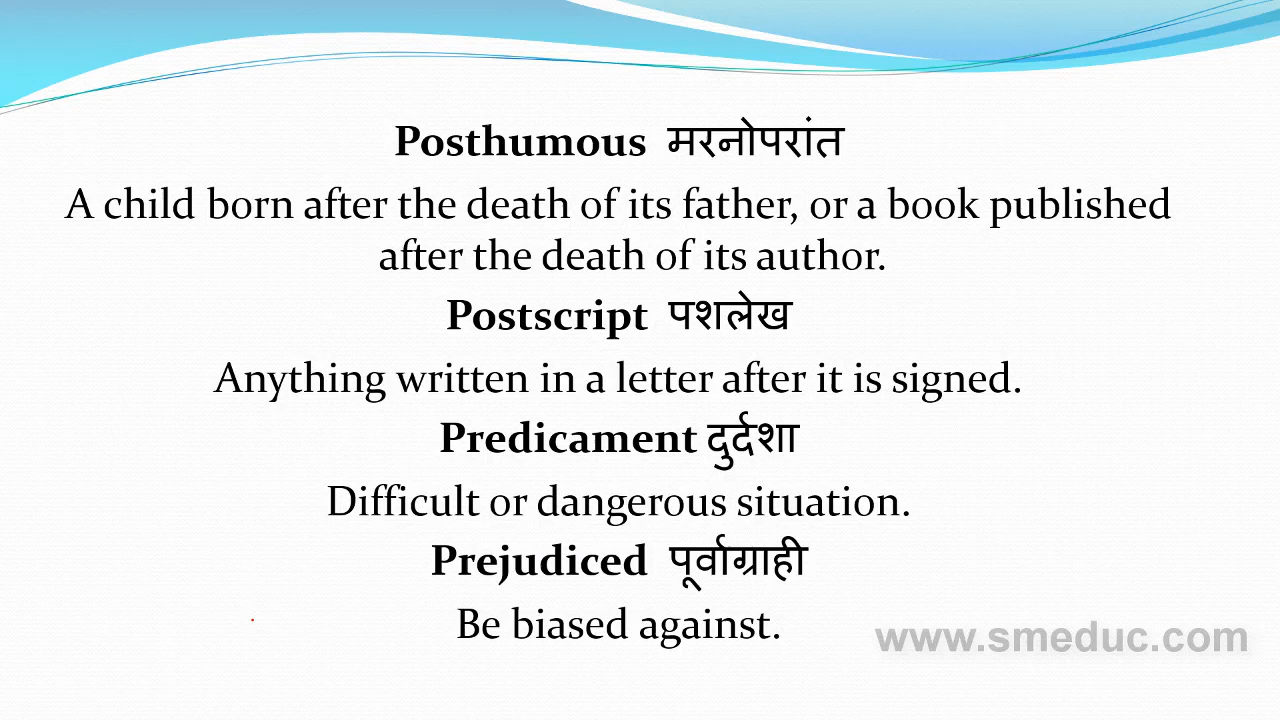 Posthumous मरनोपरांत
A child born after the death of its father, or a book published
after the death of its author.
Postscript पशलेख
Anything written in a letter after it is signed.
Predicament दुर्दशा
Difficult or dangerous situation.
Prejudiced पूर्वाग्राही
Be biased against.
www.smeduc.com